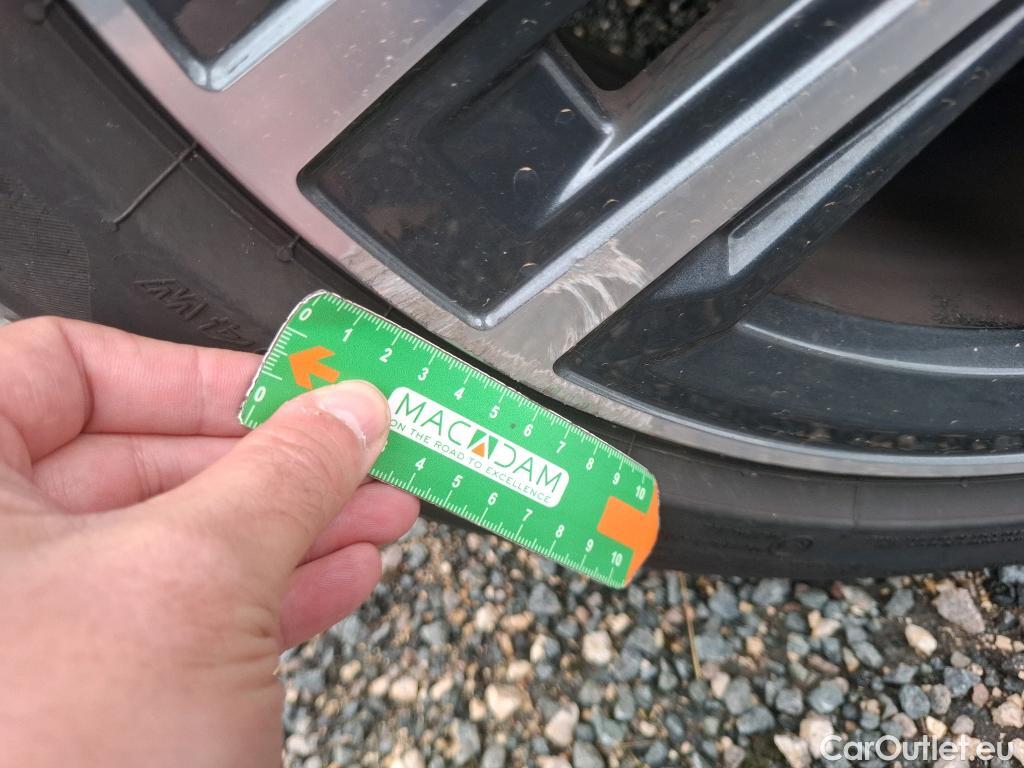 0 1 2 3 4 5 6 7 8 9 10
MACADAM
ON THE ROAD TO EXCELLENCE
0 4 5 6 7 8 9 10
CarOutlet.eu